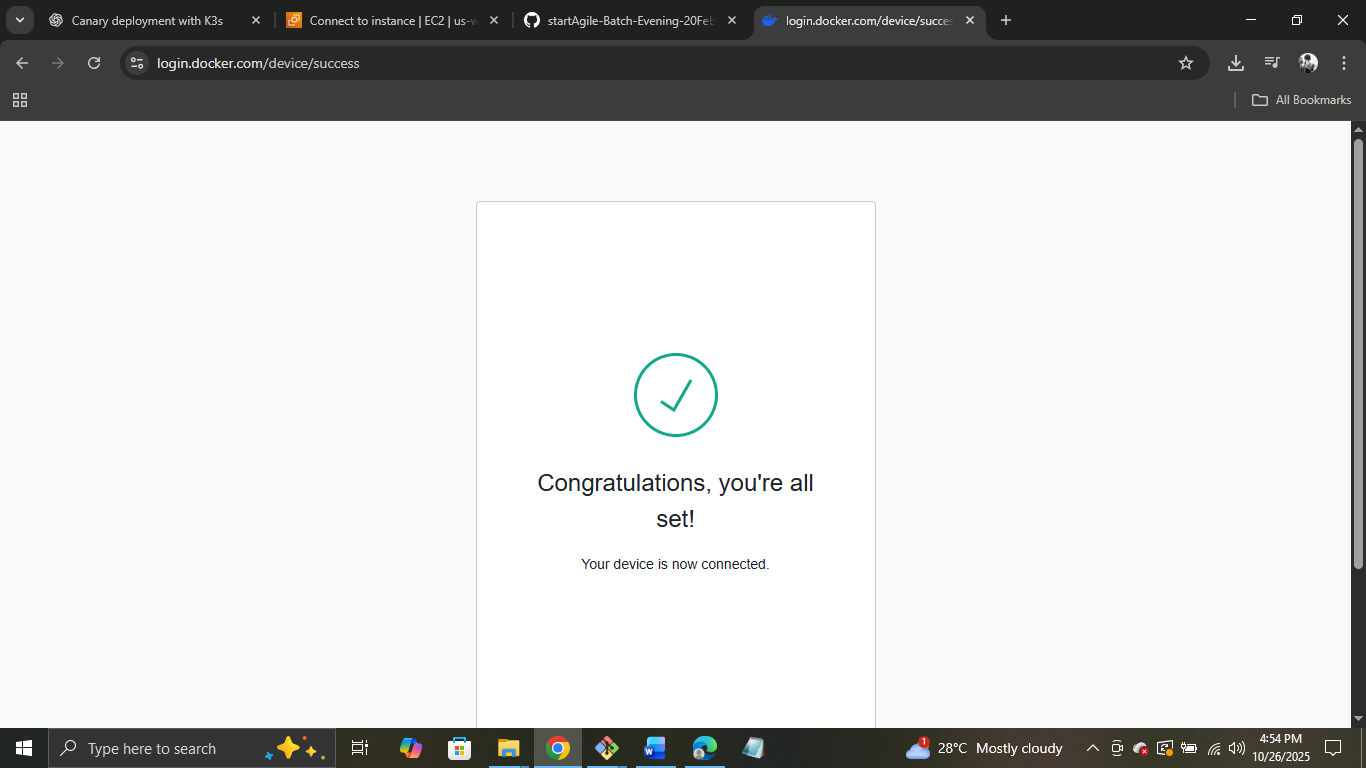 Canary deployment with K3s
Connect to instance | EC2 | us-w
startAgile-Batch-Evening-20Feb
login.docker.com/device/succes
login.docker.com/device/success
All Bookmarks
Congratulations, you're all
set!
Your device is now connected.
Type here to search
1
28°C Mostly cloudy
4:54 PM
10/26/2025